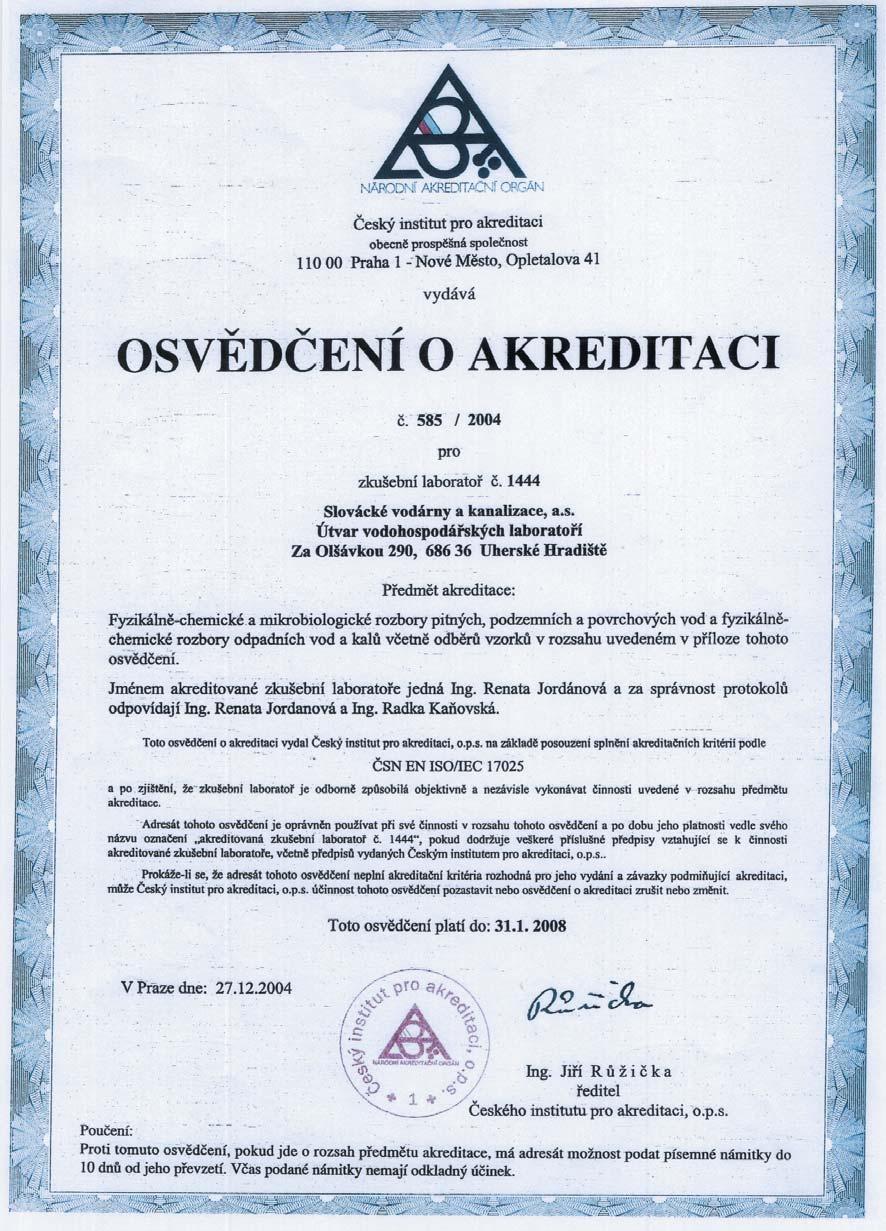 NÁRODNÍ AKREDITAČNÍ ORGÁN
Český institut pro akreditaci
obecně prospěšná společnost
110 00 Praha 1 - Nové Město, Opletalova 41
vydává
OSVĚDČENÍ O AKREDITACI
č. 585 / 2004
pro
zkušební laboratoř č. 1444
Slovácké vodárny a kanalizace, a.s.
Útvar vodohospodářských laboratoří
Za Olšávkou 290, 686 36 Uherské Hradiště
Předmět akreditace:
Fyzikálně-chemické a mikrobiologické rozbory pitných, podzemních a povrchových vod a fyzikálně-
chemické rozbory odpadních vod a kalů včetně odběrů vzorků v rozsahu uvedeném v příloze tohoto
osvědčení.
Jménem akreditované zkušební laboratoře jedná Ing. Renata Jordánová a za správnost protokolů
odpovídají Ing. Renata Jordanová a Ing. Radka Kaňovská.
Toto osvědčení o akreditaci vydal Český institut pro akreditaci, o.p.s. na základě posouzení splnění akreditačních kritérií podle
ČSN EN ISO/IEC 17025
a po zjištění, že zkušební laboratoř je odborně způsobilá objektivně a nezávisle vykonávat činnosti uvedené v rozsahu předmětu
akreditace.
Adresát tohoto osvědčení je oprávněn používat při své činnosti v rozsahu tohoto osvědčení a po dobu jeho platnosti vedle svého
názvu označení „akreditovaná zkušební laboratoř č. 1444“, pokud dodržuje veškeré příslušné předpisy vztahující se k činnosti
akreditované zkušební laboratoře, včetně předpisů vydaných Českým institutem pro akreditaci, o.p.s..
Prokáže-li se, že adresát tohoto osvědčení neplní akreditační kritéria rozhodná pro jeho vydání a závazky podmiňující akreditaci,
může Český institut pro akreditaci, o.p.s. účinnost tohoto osvědčení pozastavit nebo osvědčení o akreditaci zrušit nebo změnit.
Toto osvědčení platí do: 31.1. 2008
V Praze dne: 27.12.2004
Český institut pro akreditaci, o.p.s.
NÁRODNÍ AKREDITAČNÍ ORGÁN
* 1 *
Růžička
Ing. Jiří Růžička
ředitel
Českého institutu pro akreditaci, o.p.s.
Poučení:
Proti tomuto osvědčení, pokud jde o rozsah předmětu akreditace, má adresát možnost podat písemné námitky do
10 dnů od jeho převzetí. Včas podané námitky nemají odkladný účinek.